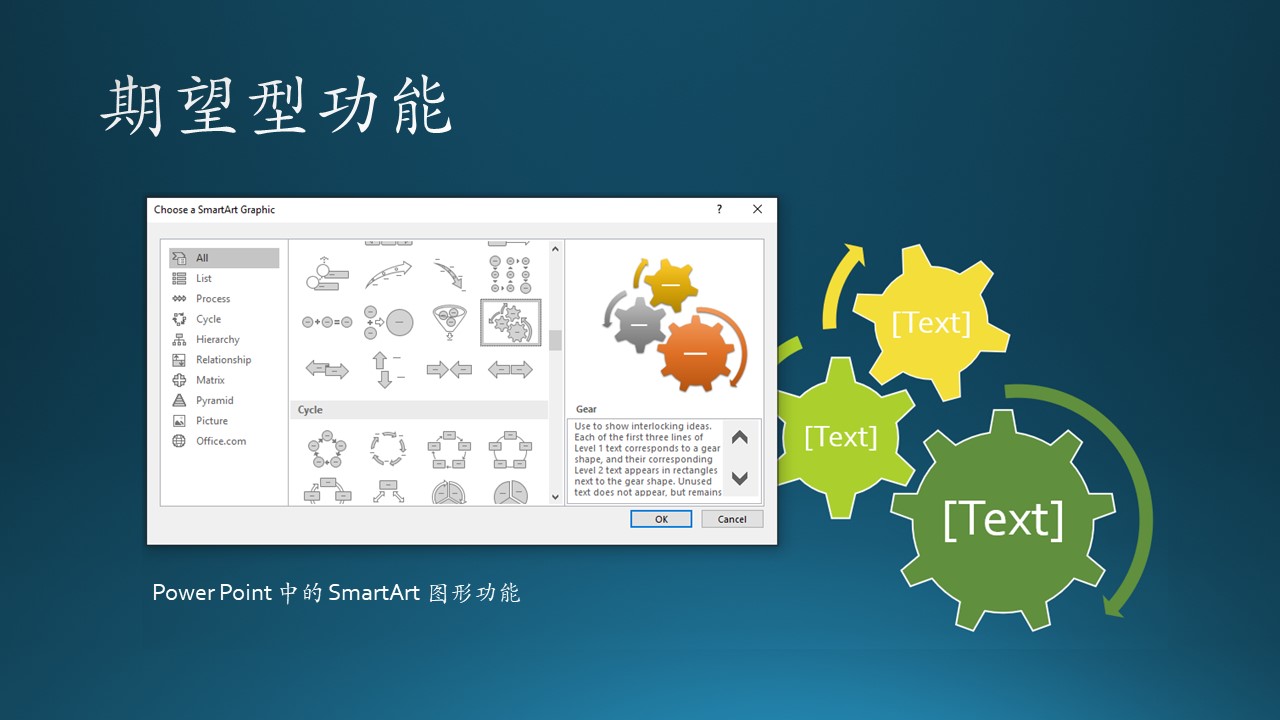 期望型功能
Choose a SmartArt Graphic
?
All
List
Process
Cycle
Hierarchy
Relationship
Matrix
Pyramid
Picture
Office.com
Cycle
Gear
Use to show interlocking ideas.
Each of the first three lines of
Level 1 text corresponds to a gear
shape, and their corresponding
Level 2 text appears in rectangles
next to the gear shape. Unused
text does not appear, but remains
OK
Cancel
[Text]
[Text]
[Text]
Power Point 中的 SmartArt 图形功能